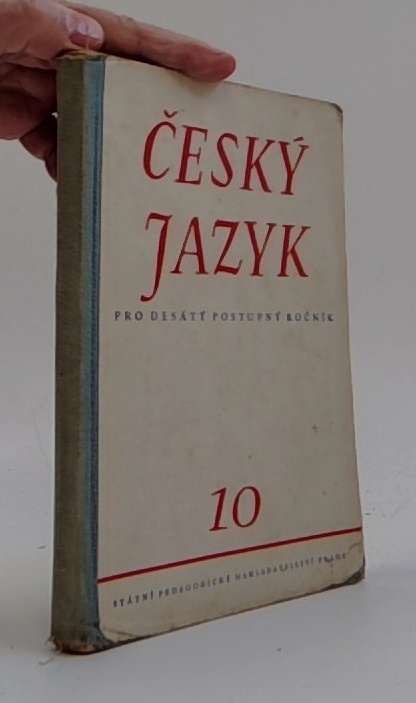 ČESKÝ
JAZYK
PRO DESÁTÝ POSTUPNÝ ROČNÍK
10
STÁTNÍ PEDAGOGICKÉ NAKLADATELSTVÍ PRAHA